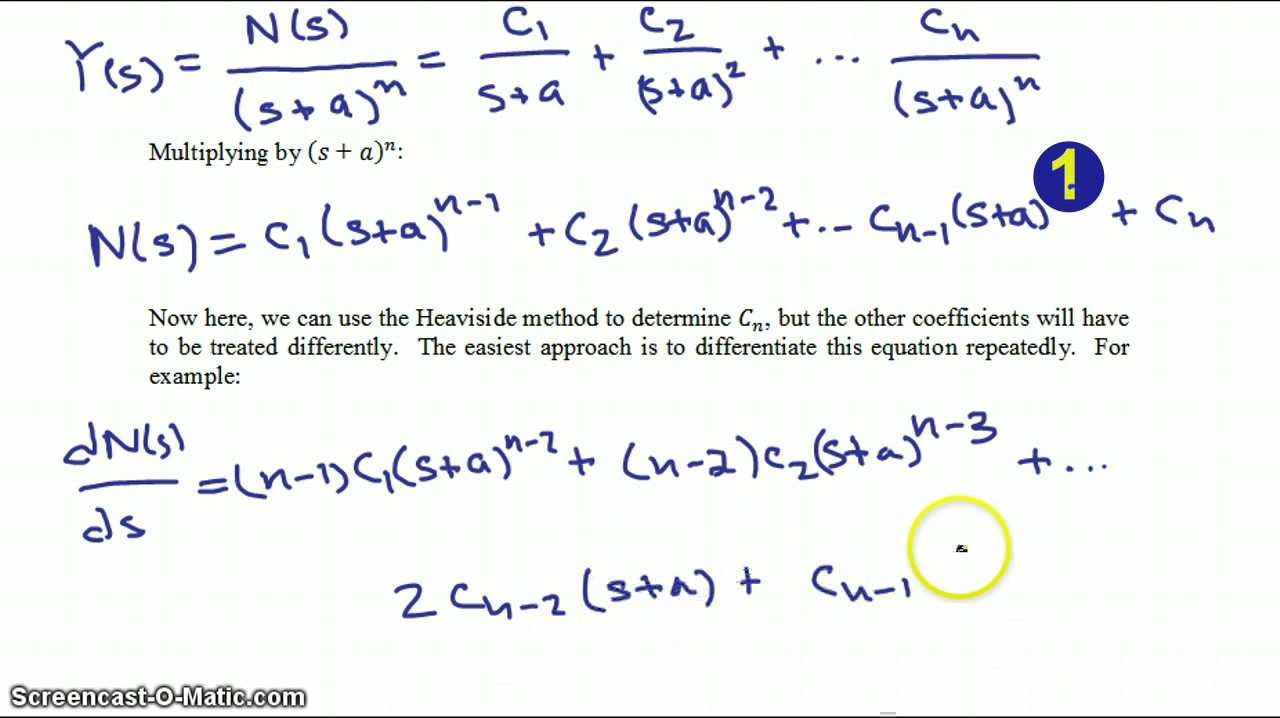 Y(s) = N(s)/(s+a)^n = C₁/(s+a) + C₂/(s+a)² + ... Cₙ/(s+a)^n
Multiplying by (s + a)ⁿ:
1
N(s) = C₁(s+a)^(n-1) + C₂(s+a)^(n-2) + ... Cₙ₋₁(s+a) + Cₙ
Now here, we can use the Heaviside method to determine Cₙ, but the other coefficients will have
to be treated differently. The easiest approach is to differentiate this equation repeatedly. For
example:
dN(s)/ds = (n-1)C₁(s+a)^(n-2) + (n-2)C₂(s+a)^(n-3) + ...
2Cₙ₋₂(s+a) + Cₙ₋₁
Screencast-O-Matic.com